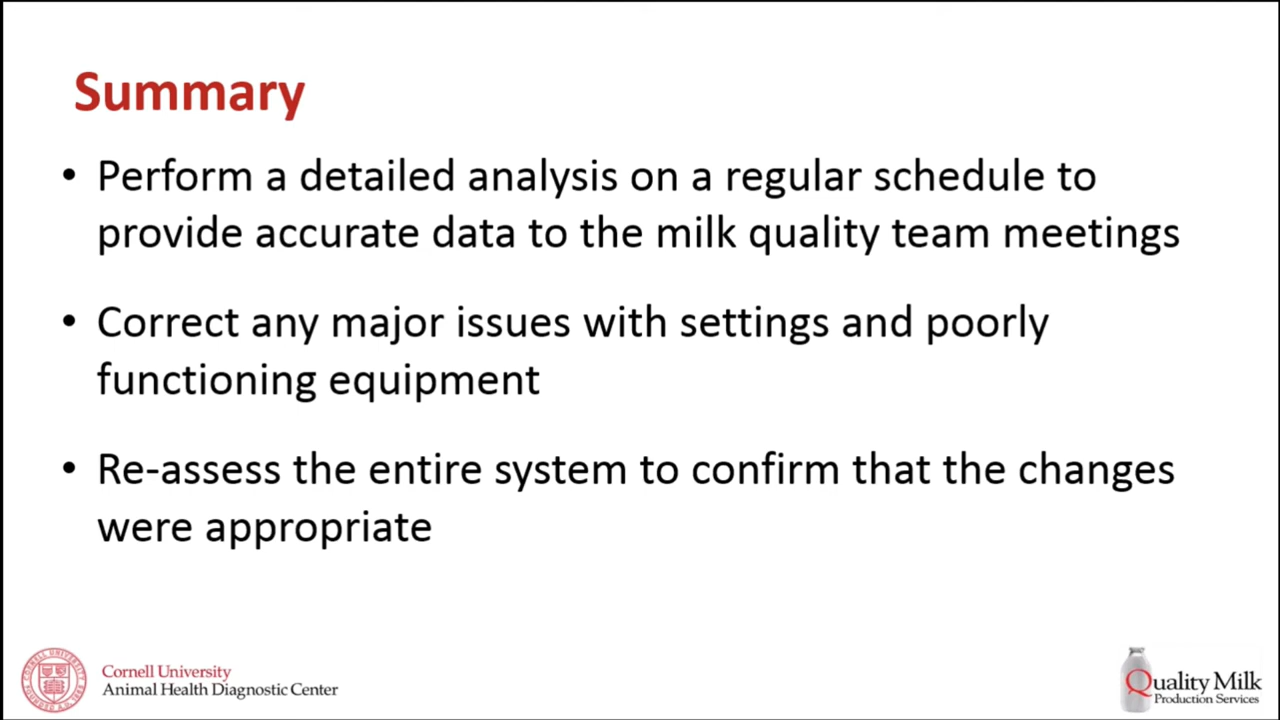 Summary
• Perform a detailed analysis on a regular schedule to
provide accurate data to the milk quality team meetings
• Correct any major issues with settings and poorly
functioning equipment
• Re-assess the entire system to confirm that the changes
were appropriate
Cornell University
Animal Health Diagnostic Center
Quality Milk
Production Services